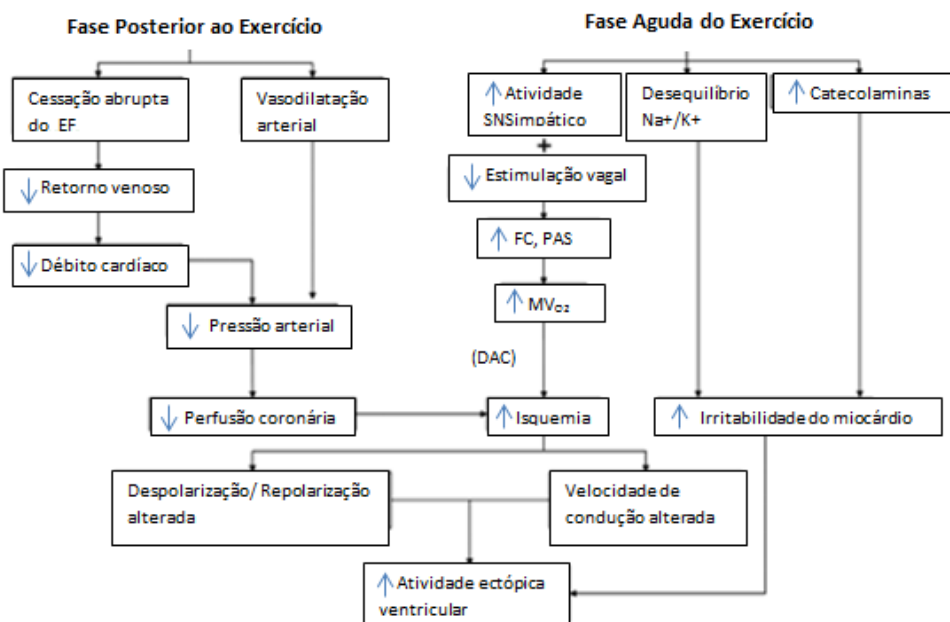 Fase Posterior ao Exercício
Fase Aguda do Exercício
Cessação abrupta
do EF
Vasodilatação
arterial
↑ Atividade
SNSimpático
Desequilíbrio
Na+/K+
↑ Catecolaminas
+
↓ Retorno venoso
↓ Estimulação vagal
↑ FC, PAS
↓ Débito cardíaco
↑ MVO₂
↓ Pressão arterial
(DAC)
↓ Perfusão coronária
↑ Isquemia
↑ Irritabilidade do miocárdio
Despolarização/ Repolarização
alterada
Velocidade de
condução alterada
↑ Atividade ectópica
ventricular